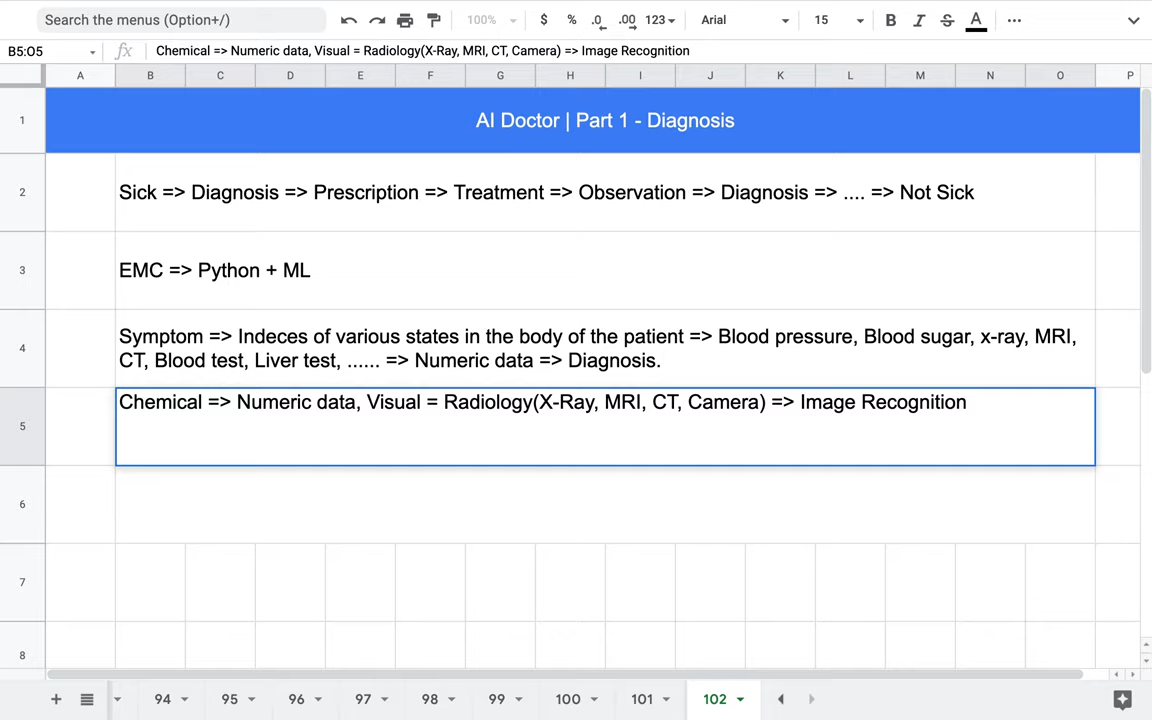 Search the menus (Option+/)
100%
$ % .0 .00 123
Arial
15
B I S A
B5:O5
fx
Chemical => Numeric data, Visual = Radiology(X-Ray, MRI, CT, Camera) => Image Recognition
A B C D E F G H I J K L M N O P
1
AI Doctor | Part 1 - Diagnosis
2
Sick => Diagnosis => Prescription => Treatment => Observation => Diagnosis => .... => Not Sick
3
EMC => Python + ML
4
Symptom => Indeces of various states in the body of the patient => Blood pressure, Blood sugar, x-ray, MRI,
CT, Blood test, Liver test, ...... => Numeric data => Diagnosis.
5
Chemical => Numeric data, Visual = Radiology(X-Ray, MRI, CT, Camera) => Image Recognition
6
7
8
94 95 96 97 98 99 100 101 102